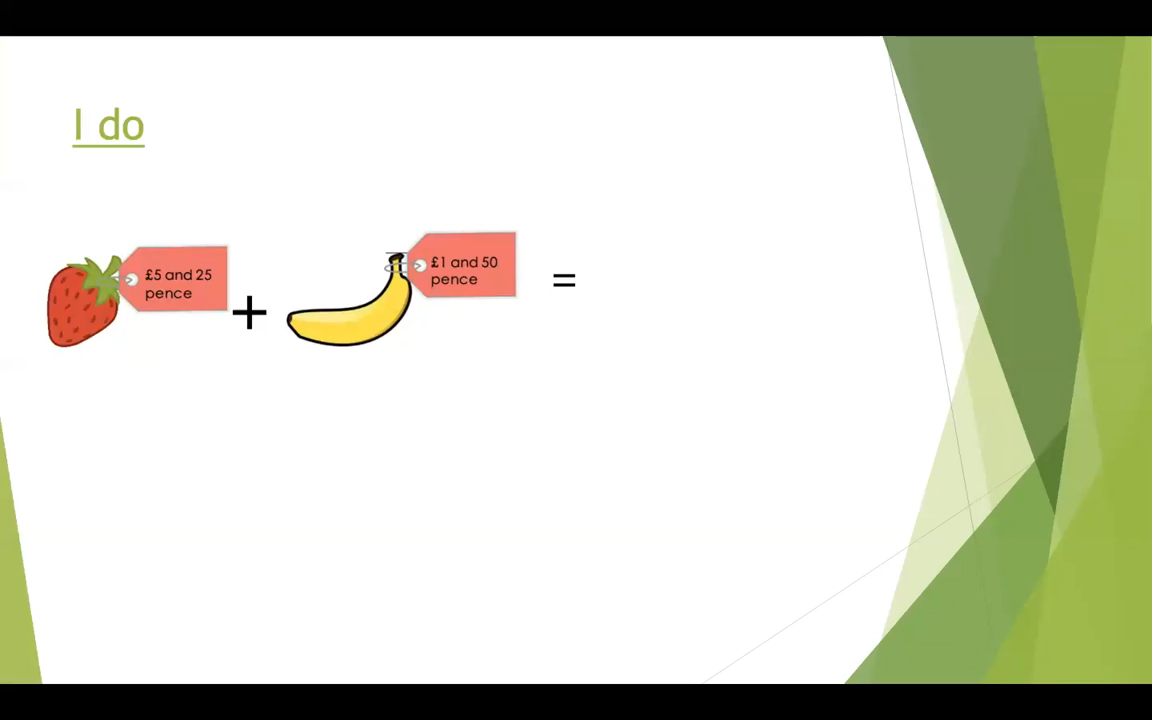 I do
£5 and 25
pence
+
£1 and 50
pence
=